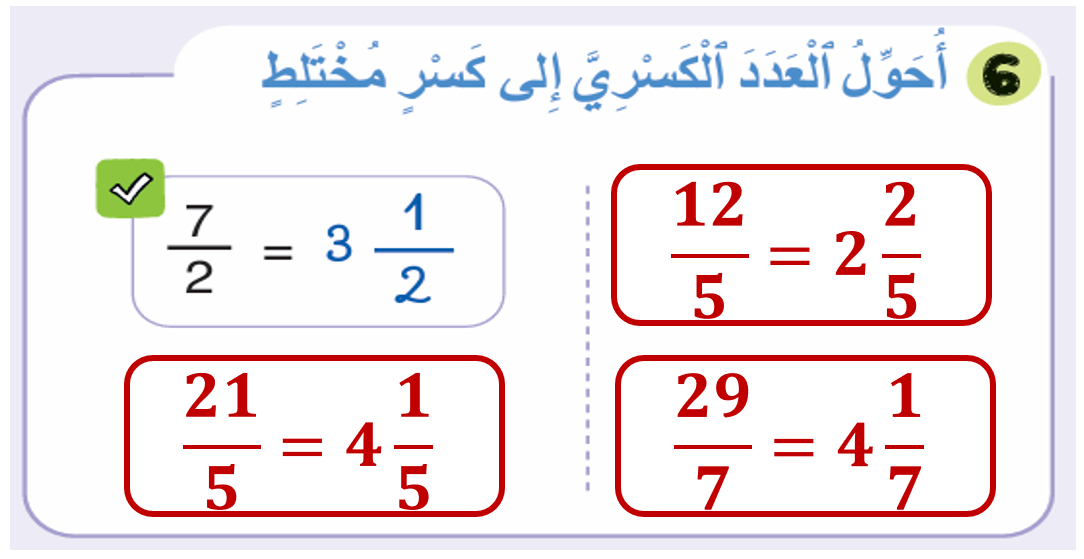 6 أُحَوِّلُ ٱلْعَدَدَ ٱلْكَسْرِيَّ إِلى كَسْرٍ مُخْتَلِطٍ
7/2 = 3 1/2
12/5 = 2 2/5
21/5 = 4 1/5
29/7 = 4 1/7